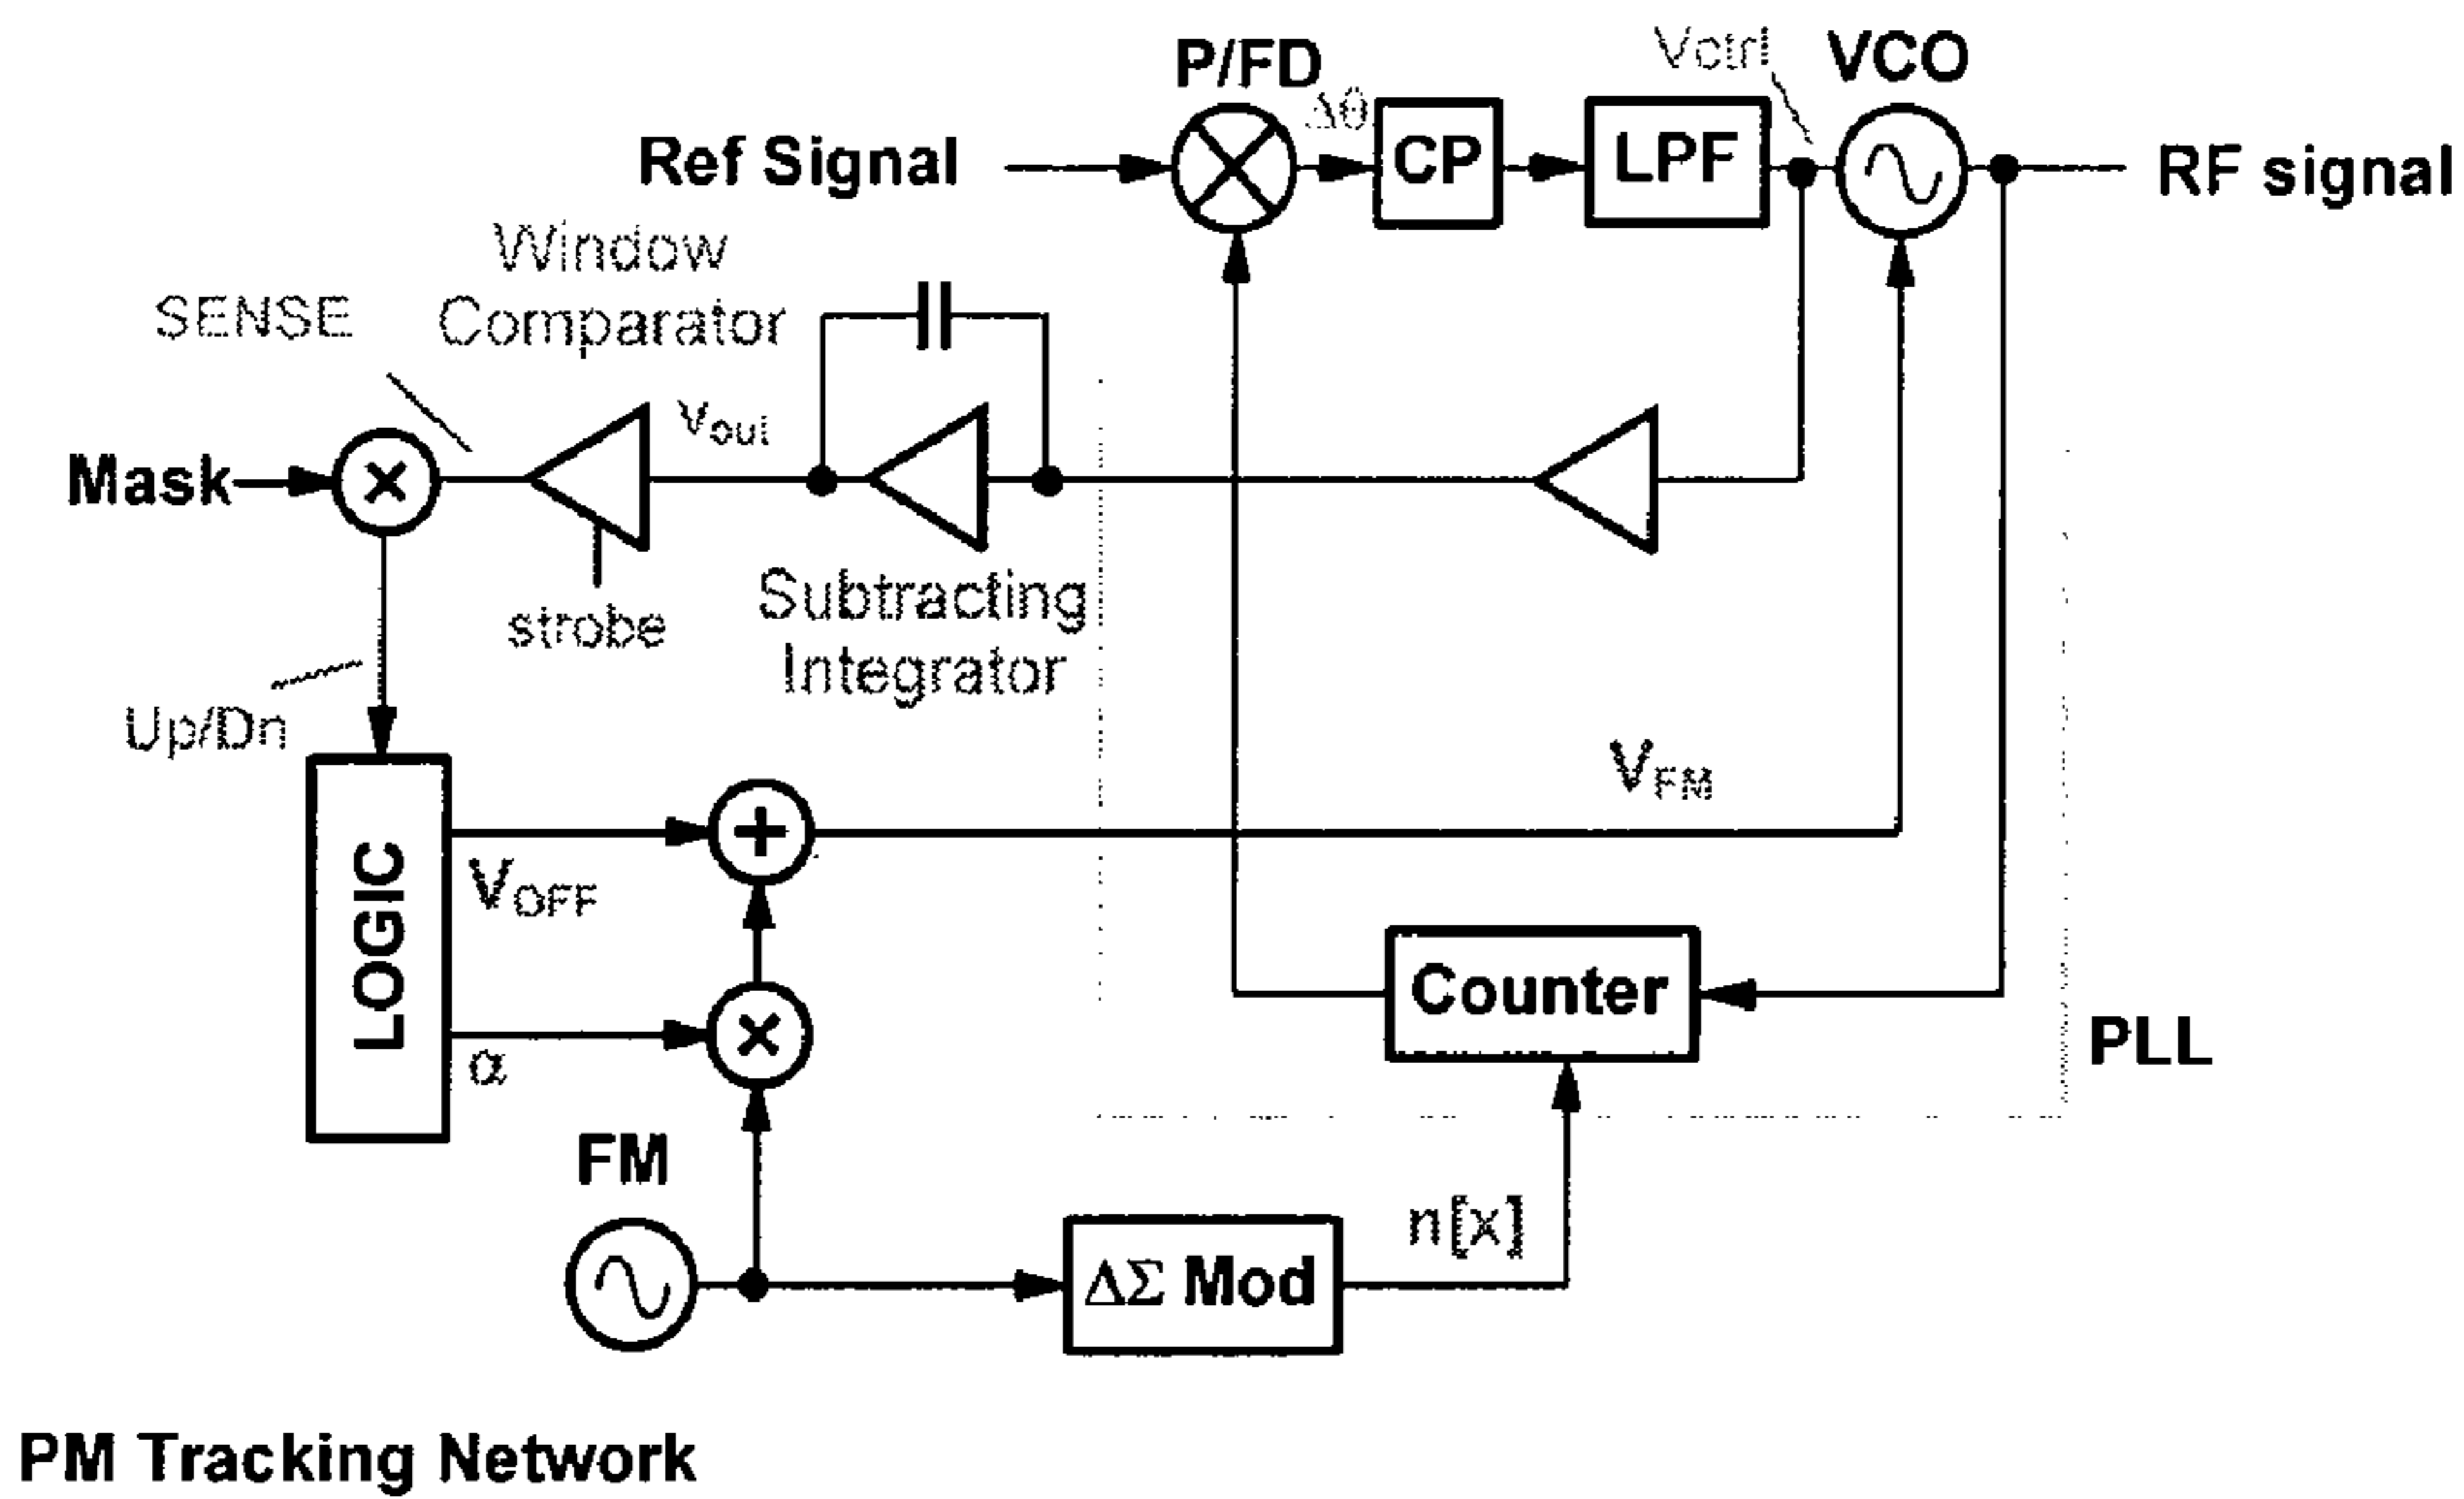 P/FD
Δθ
Vctrl
VCO
Ref Signal
CP
LPF
RF signal
Window
Comparator
SENSE
Vout
Mask
strobe
Subtracting
Integrator
Up/Dn
VFM
LOGIC
VOFF
α
Counter
PLL
FM
n[x]
ΔΣ Mod
PM Tracking Network